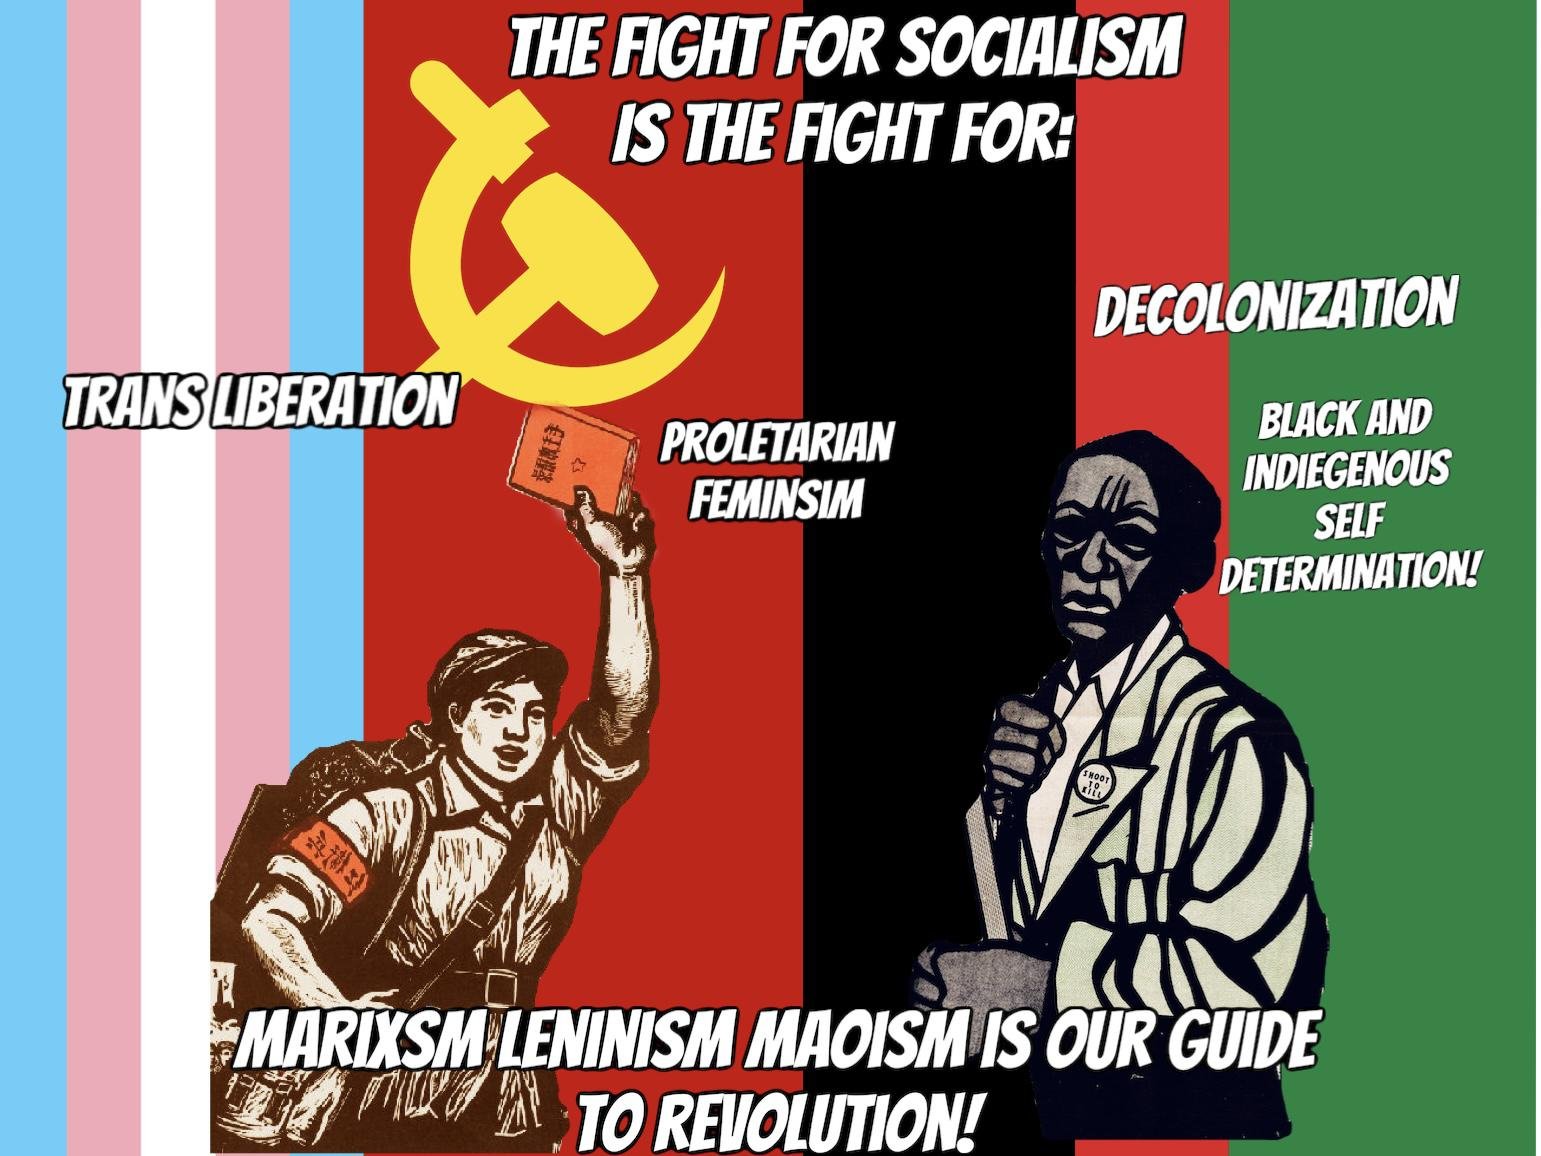 THE FIGHT FOR SOCIALISM
IS THE FIGHT FOR:
DECOLONIZATION
TRANS LIBERATION
PROLETARIAN
FEMINSIM
BLACK AND
INDIEGENOUS
SELF
DETERMINATION!
SHOOT
TO
KILL
MARIXSM LENINISM MAOISM IS OUR GUIDE
TO REVOLUTION!